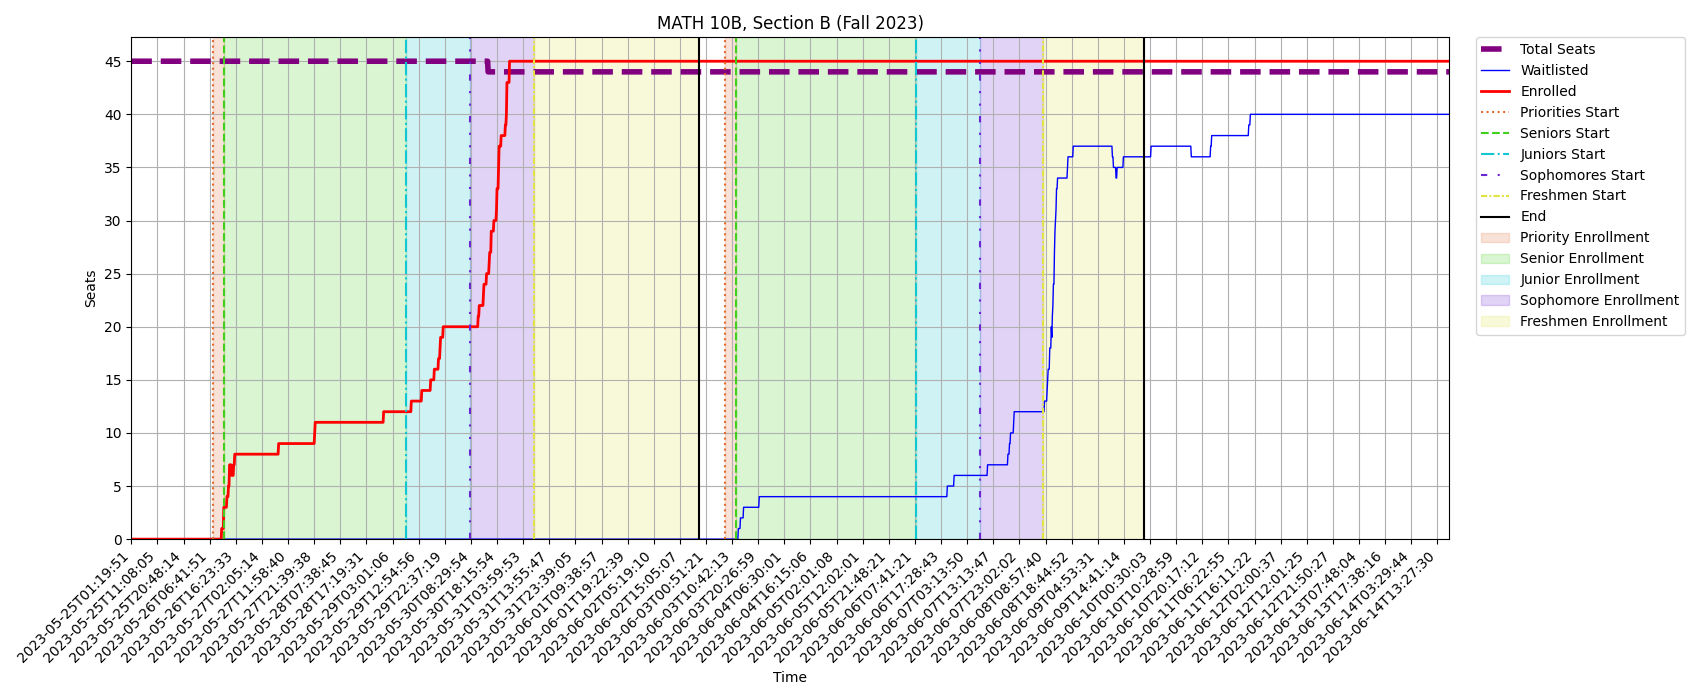 MATH 10B, Section B (Fall 2023)
Seats
45
40
35
30
25
20
15
10
5
0
2023-05-25T01:19:51
2023-05-25T11:08:05
2023-05-25T20:48:14
2023-05-26T06:41:51
2023-05-26T16:23:33
2023-05-27T02:05:14
2023-05-27T11:58:40
2023-05-27T21:39:38
2023-05-28T07:38:45
2023-05-28T17:19:31
2023-05-29T03:01:06
2023-05-29T12:54:56
2023-05-29T22:37:19
2023-05-30T08:29:54
2023-05-30T18:15:54
2023-05-31T03:59:53
2023-05-31T13:55:47
2023-05-31T23:39:05
2023-06-01T09:38:57
2023-06-01T19:22:39
2023-06-02T05:19:10
2023-06-02T15:05:07
2023-06-03T00:51:21
2023-06-03T10:42:13
2023-06-03T20:26:59
2023-06-04T06:30:01
2023-06-04T16:15:06
2023-06-05T02:01:08
2023-06-05T12:02:01
2023-06-05T21:48:21
2023-06-06T07:41:21
2023-06-06T17:28:43
2023-06-07T03:13:50
2023-06-07T13:13:47
2023-06-07T23:02:02
2023-06-08T08:57:40
2023-06-08T18:44:52
2023-06-09T04:53:31
2023-06-09T14:41:14
2023-06-10T00:30:03
2023-06-10T10:28:59
2023-06-10T20:17:12
2023-06-11T06:22:55
2023-06-11T16:11:22
2023-06-12T02:00:37
2023-06-12T12:01:25
2023-06-12T21:50:27
2023-06-13T07:48:04
2023-06-13T17:38:16
2023-06-14T03:29:44
2023-06-14T13:27:30
Time
Total Seats
Waitlisted
Enrolled
Priorities Start
Seniors Start
Juniors Start
Sophomores Start
Freshmen Start
End
Priority Enrollment
Senior Enrollment
Junior Enrollment
Sophomore Enrollment
Freshmen Enrollment